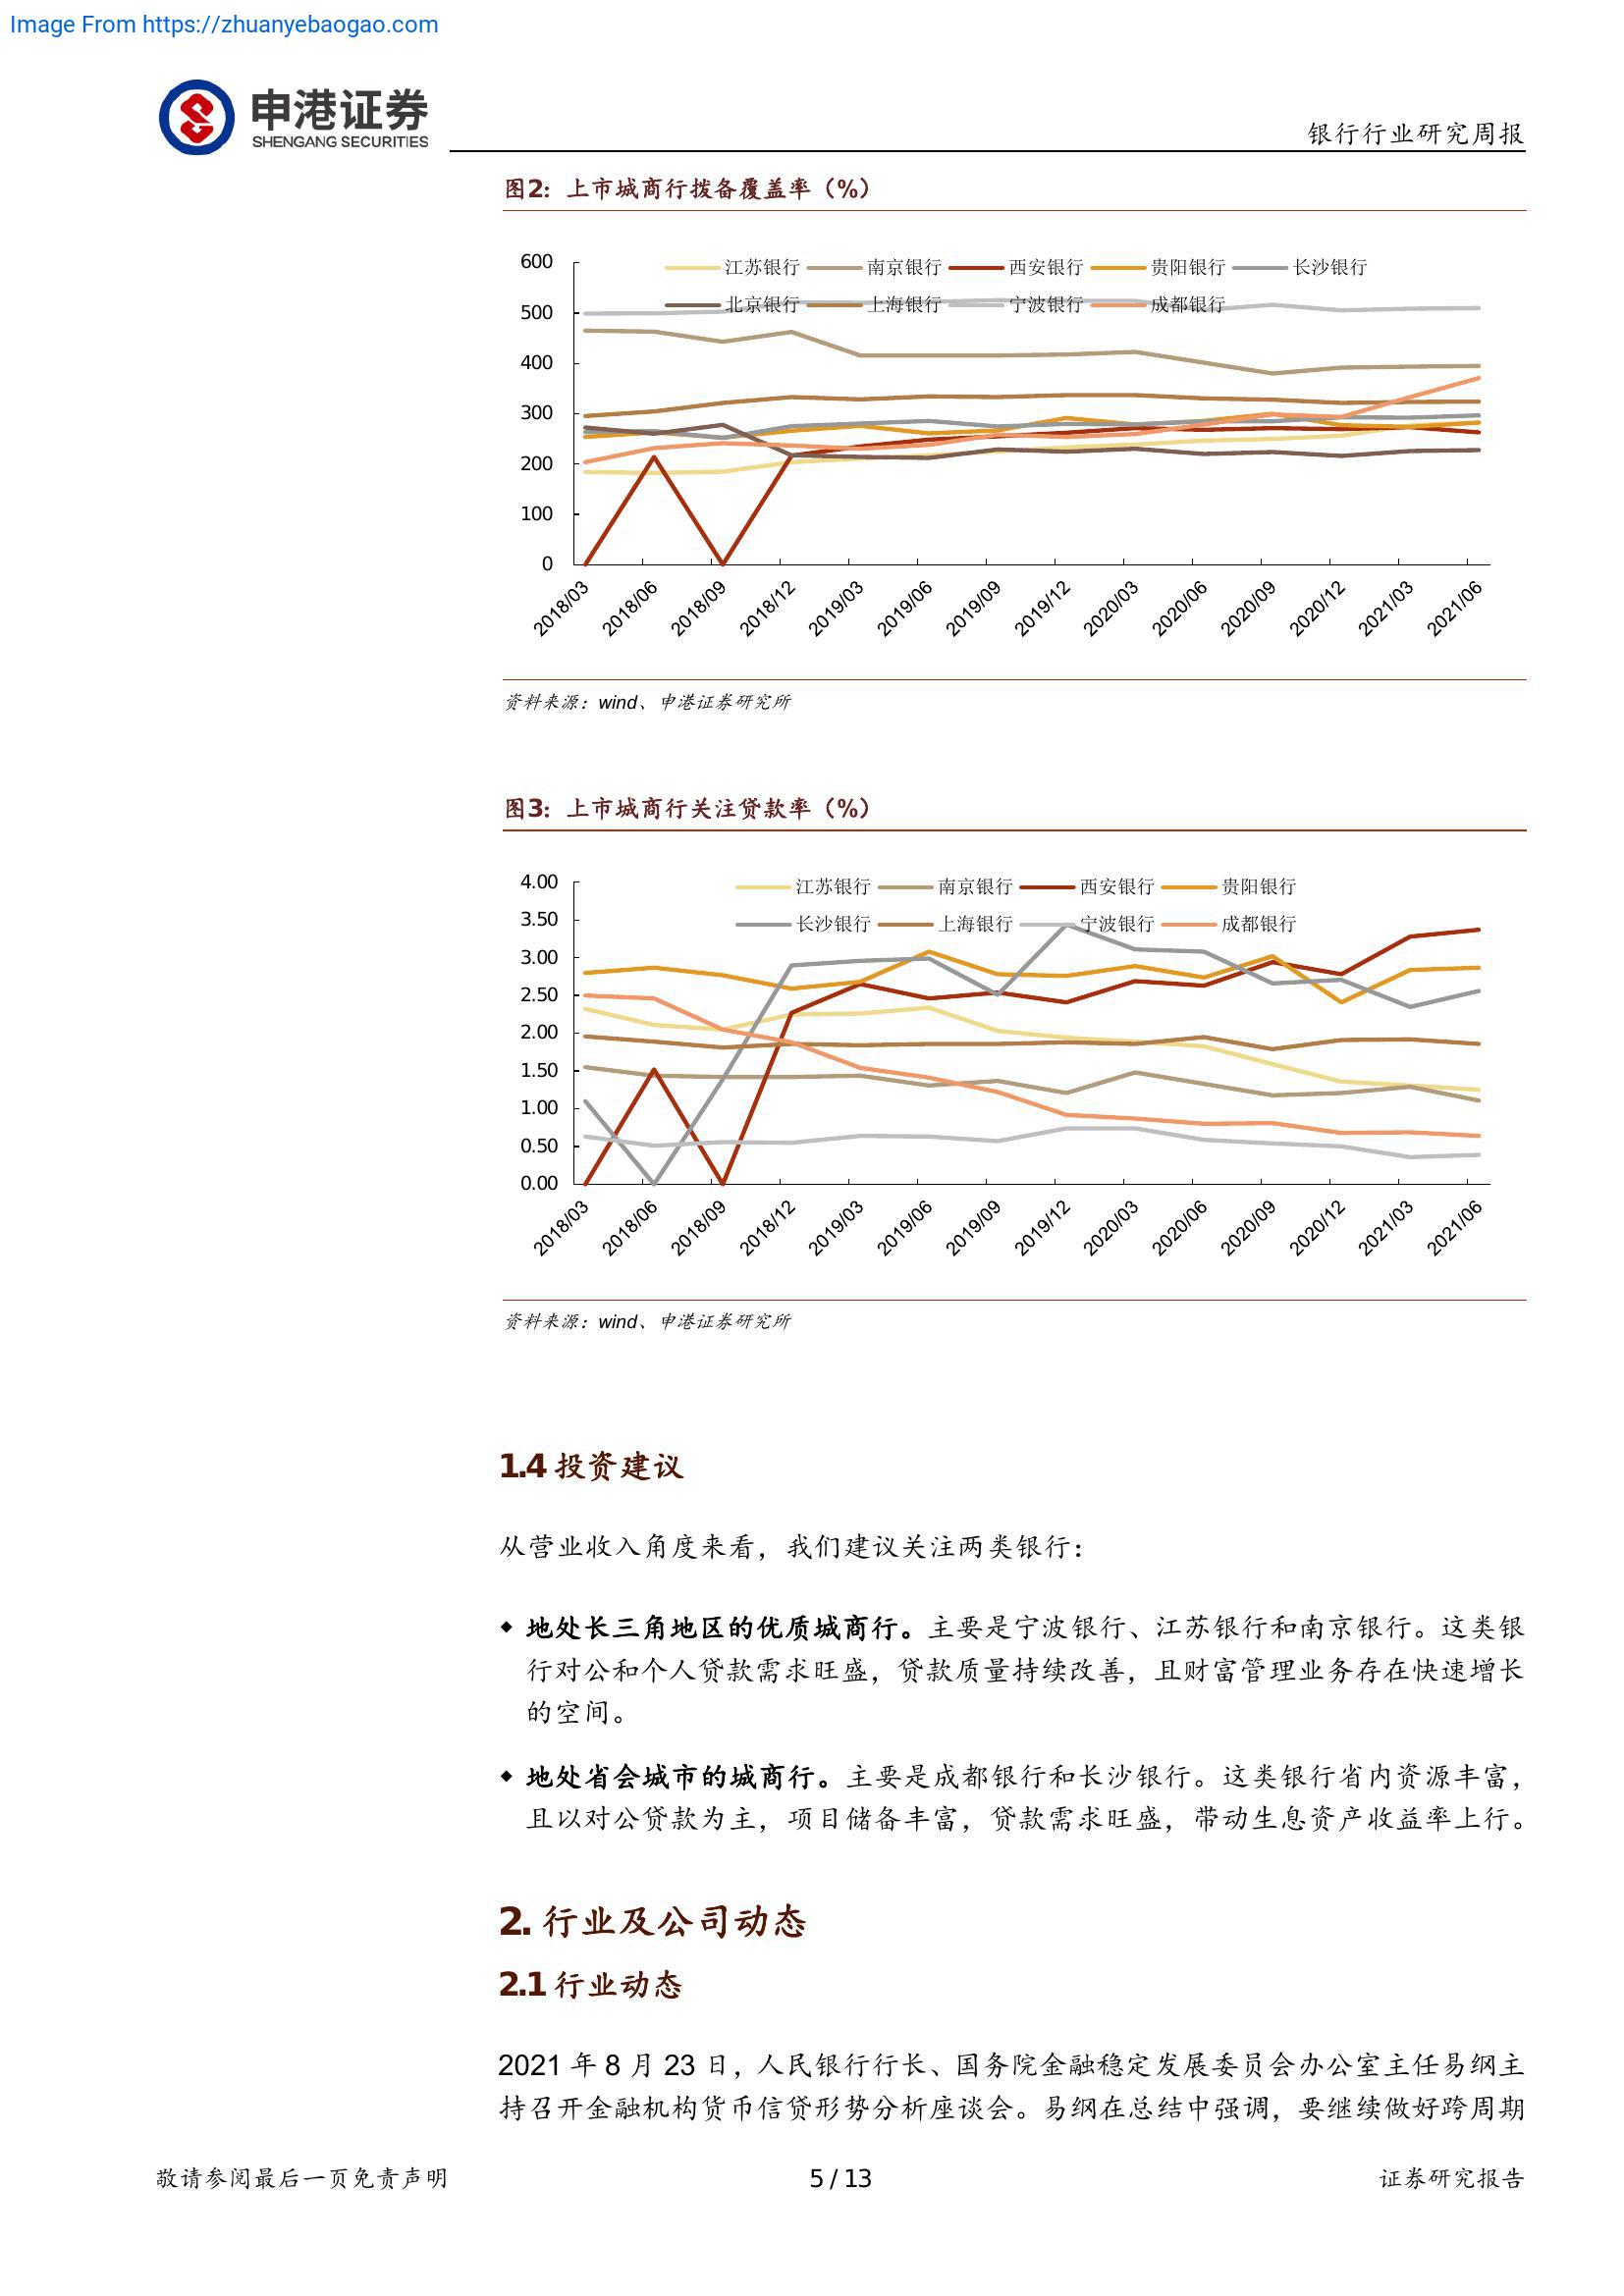 Image From https://zhuanyebaogao.com
申港证券
SHENGANG SECURITIES
银行行业研究周报
图2：上市城商行拨备覆盖率（%）
600
500
400
300
200
100
0
江苏银行 南京银行 西安银行 贵阳银行 长沙银行
北京银行 上海银行 宁波银行 成都银行
2018/03 2018/06 2018/09 2018/12 2019/03 2019/06 2019/09 2019/12 2020/03 2020/06 2020/09 2020/12 2021/03 2021/06
资料来源：wind、申港证券研究所
图3：上市城商行关注贷款率（%）
4.00
3.50
3.00
2.50
2.00
1.50
1.00
0.50
0.00
江苏银行 南京银行 西安银行 贵阳银行
长沙银行 上海银行 宁波银行 成都银行
2018/03 2018/06 2018/09 2018/12 2019/03 2019/06 2019/09 2019/12 2020/03 2020/06 2020/09 2020/12 2021/03 2021/06
资料来源：wind、申港证券研究所
1.4 投资建议
从营业收入角度来看，我们建议关注两类银行：
◆ 地处长三角地区的优质城商行。主要是宁波银行、江苏银行和南京银行。这类银
行对公和个人贷款需求旺盛，贷款质量持续改善，且财富管理业务存在快速增长
的空间。
◆ 地处省会城市的城商行。主要是成都银行和长沙银行。这类银行省内资源丰富，
且以对公贷款为主，项目储备丰富，贷款需求旺盛，带动生息资产收益率上行。
2. 行业及公司动态
2.1 行业动态
2021 年 8 月 23 日，人民银行行长、国务院金融稳定发展委员会办公室主任易纲主
持召开金融机构货币信贷形势分析座谈会。易纲在总结中强调，要继续做好跨周期
敬请参阅最后一页免责声明
5 / 13
证券研究报告